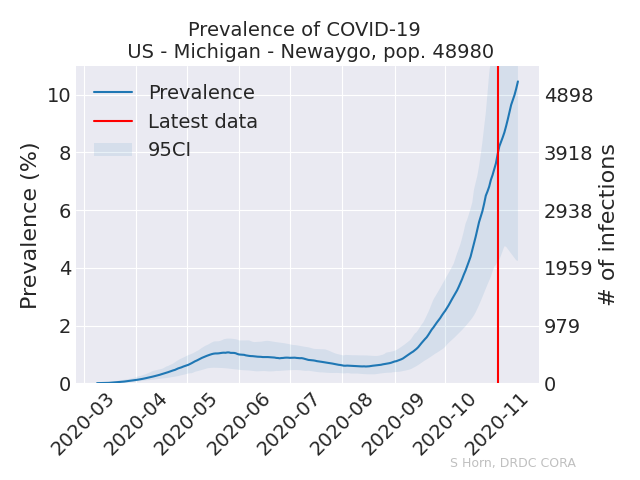 Prevalence of COVID-19
US - Michigan - Newaygo, pop. 48980
Prevalence
Latest data
95CI
Prevalence (%)
10
8
6
4
2
0
4898
3918
2938
1959
979
0
# of infections
2020-03
2020-04
2020-05
2020-06
2020-07
2020-08
2020-09
2020-10
2020-11
S Horn, DRDC CORA